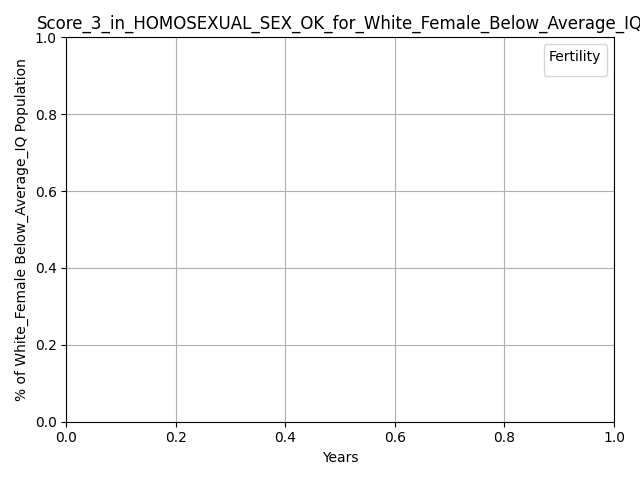 Score_3_in_HOMOSEXUAL_SEX_OK_for_White_Female_Below_Average_IQ
Fertility
% of White_Female Below_Average_IQ Population
1.0
0.8
0.6
0.4
0.2
0.0
0.0 0.2 0.4 0.6 0.8 1.0
Years